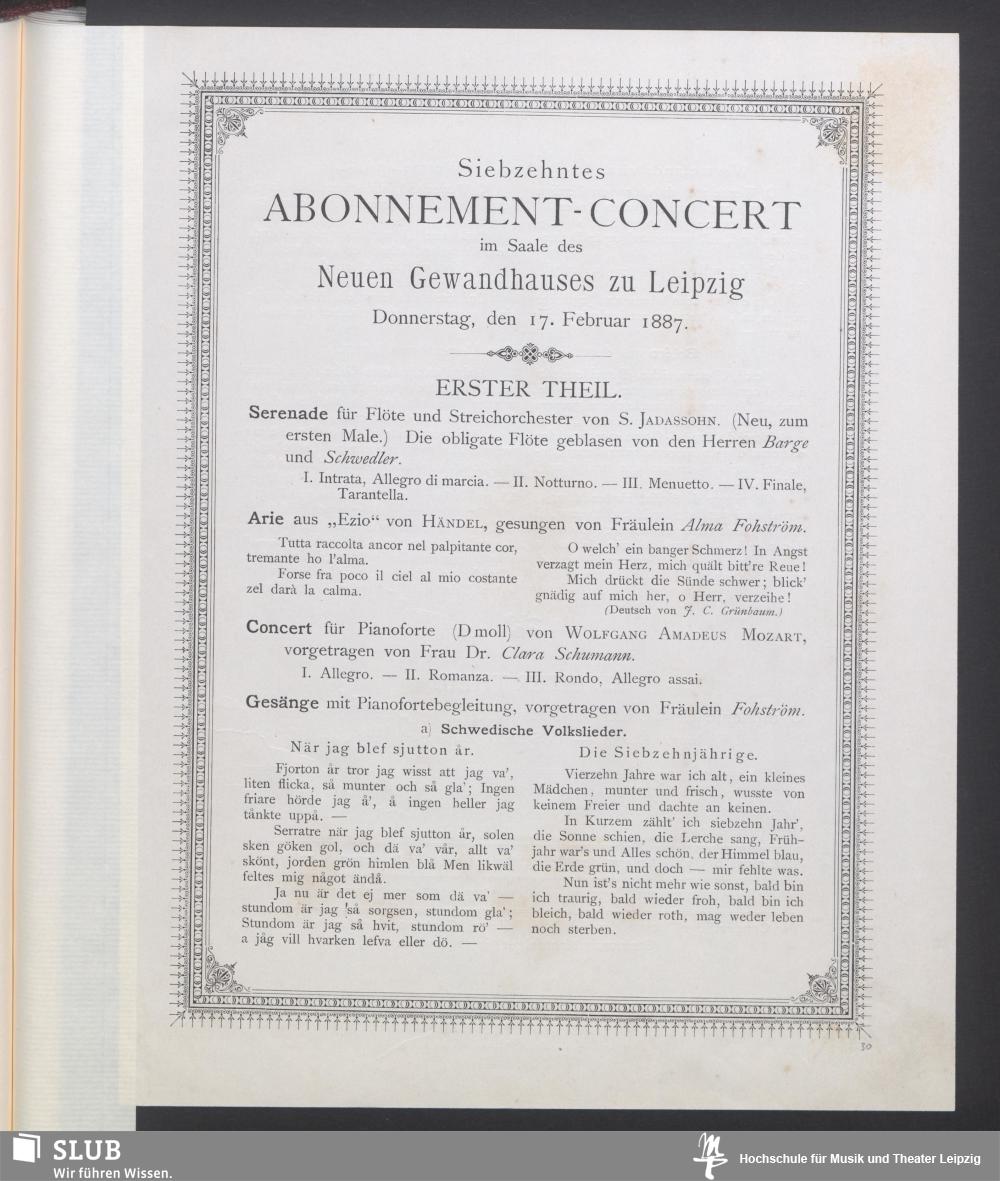 Siebzehntes
ABONNEMENT-CONCERT
im Saale des
Neuen Gewandhauses zu Leipzig
Donnerstag, den 17. Februar 1887.
ERSTER THEIL.
Serenade für Flöte und Streichorchester von S. JADASSOHN. (Neu, zum
ersten Male.) Die obligate Flöte geblasen von den Herren Barge
und Schwedler.
I. Intrata, Allegro di marcia. — II. Notturno. — III. Menuetto. — IV. Finale,
Tarantella.
Arie aus „Ezio“ von HÄNDEL, gesungen von Fräulein Alma Fohström.
Tutta raccolta ancor nel palpitante cor,
tremante ho l'alma.
Forse fra poco il ciel al mio costante
zel darà la calma.
O welch' ein banger Schmerz! In Angst
verzagt mein Herz, mich quält bitt're Reue!
Mich drückt die Sünde schwer; blick'
gnädig auf mich her, o Herr, verzeihe!
(Deutsch von J. C. Grünbaum.)
Concert für Pianoforte (D moll) von WOLFGANG AMADEUS MOZART,
vorgetragen von Frau Dr. Clara Schumann.
I. Allegro. — II. Romanza. — III. Rondo, Allegro assai.
Gesänge mit Pianofortebegleitung, vorgetragen von Fräulein Fohström.
a) Schwedische Volkslieder.
När jag blef sjutton år.
Fjorton år tror jag wisst att jag va',
liten flicka, så munter och så gla'; Ingen
friare hörde jag å', å ingen heller jag
tånkte uppå. —
Serratre när jag blef sjutton år, solen
sken göken gol, och dä va' vår, allt va'
skönt, jorden grön himlen blå Men likwäl
feltes mig något ändå.
Ja nu är det ej mer som dä va' —
stundom är jag så sorgsen, stundom gla';
Stundom är jag så hvit, stundom rö' —
a jåg vill hvarken lefva eller dö. —
Die Siebzehnjährige.
Vierzehn Jahre war ich alt, ein kleines
Mädchen, munter und frisch, wusste von
keinem Freier und dachte an keinen.
In Kurzem zählt' ich siebzehn Jahr',
die Sonne schien, die Lerche sang, Früh-
jahr war's und Alles schön, der Himmel blau,
die Erde grün, und doch — mir fehlte was.
Nun ist's nicht mehr wie sonst, bald bin
ich traurig, bald wieder froh, bald bin ich
bleich, bald wieder roth, mag weder leben
noch sterben.
30
SLUB
Wir führen Wissen.
Hochschule für Musik und Theater Leipzig